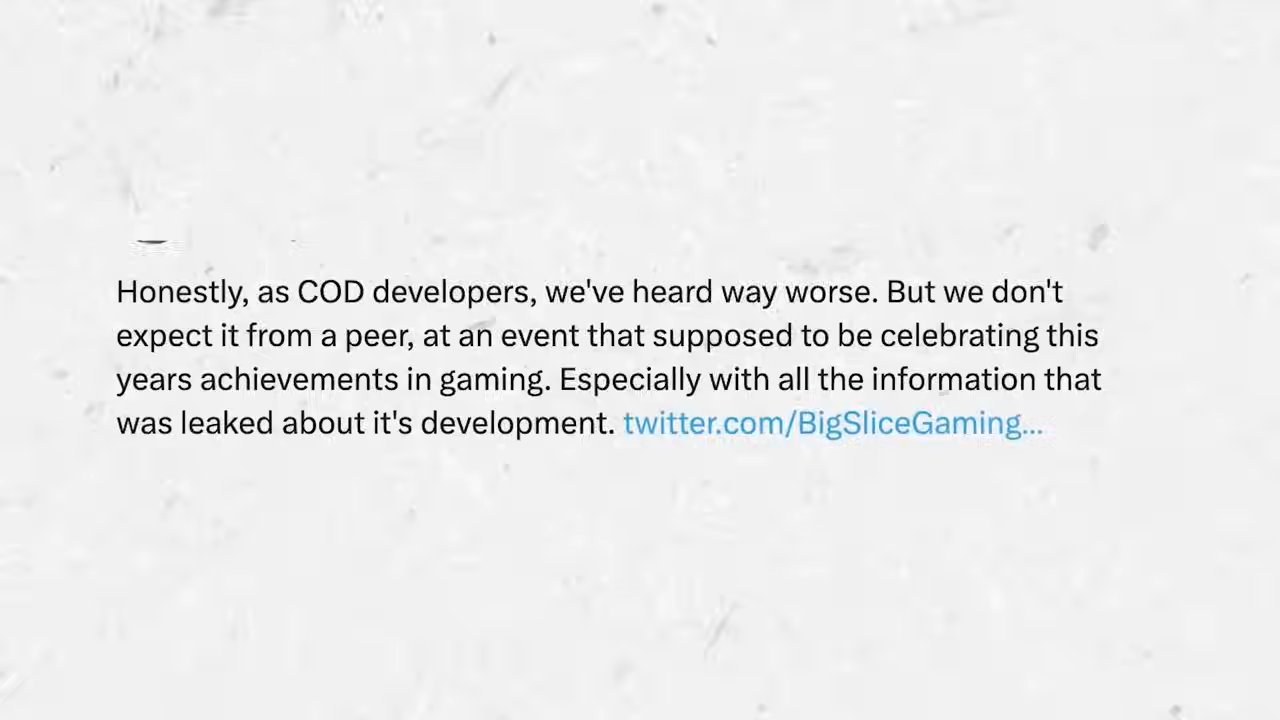 Honestly, as COD developers, we've heard way worse. But we don't
expect it from a peer, at an event that supposed to be celebrating this
years achievements in gaming. Especially with all the information that
was leaked about it's development. twitter.com/BigSliceGaming...